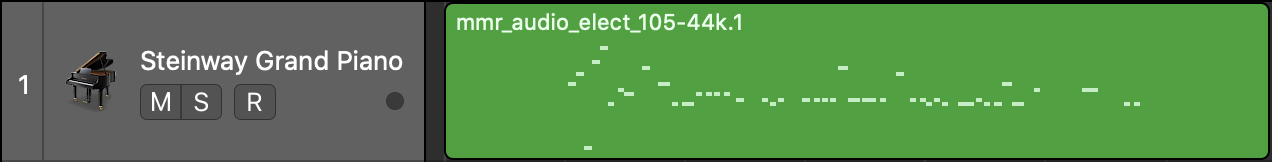 1
Steinway Grand Piano
M S R
mmr_audio_elect_105-44k.1